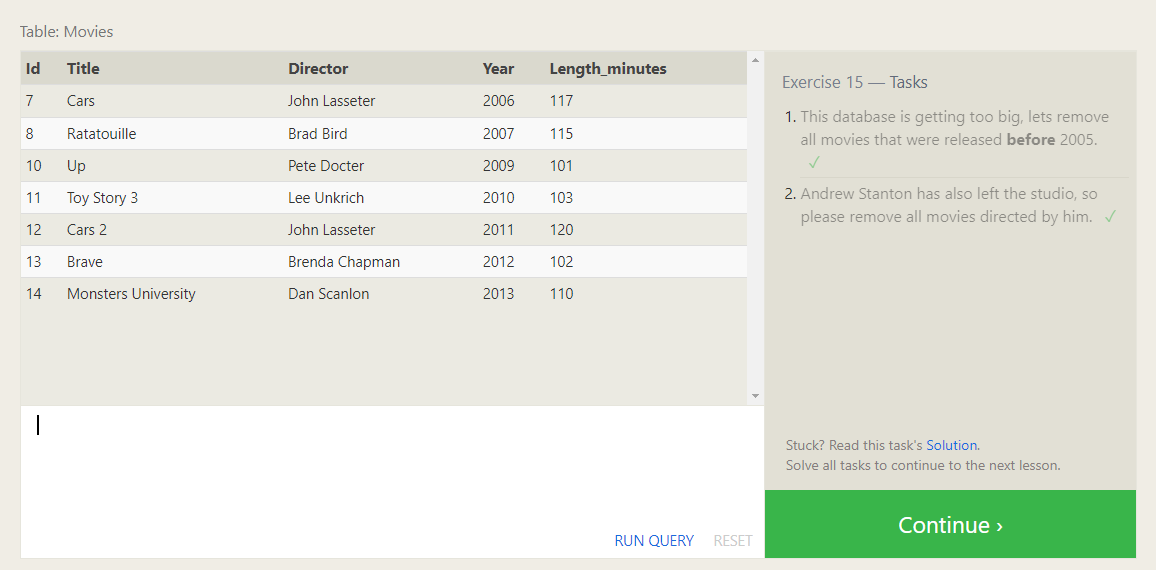 Table: Movies
Id Title Director Year Length_minutes
7 Cars John Lasseter 2006 117
8 Ratatouille Brad Bird 2007 115
10 Up Pete Docter 2009 101
11 Toy Story 3 Lee Unkrich 2010 103
12 Cars 2 John Lasseter 2011 120
13 Brave Brenda Chapman 2012 102
14 Monsters University Dan Scanlon 2013 110
RUN QUERY RESET
Exercise 15 — Tasks
1. This database is getting too big, lets remove
all movies that were released before 2005.
✓
2. Andrew Stanton has also left the studio, so
please remove all movies directed by him. ✓
Stuck? Read this task's Solution.
Solve all tasks to continue to the next lesson.
Continue ›